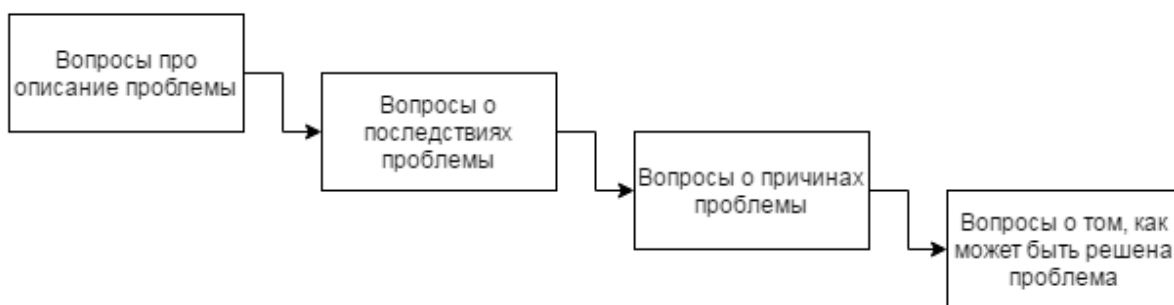 Вопросы про
описание проблемы
Вопросы о
последствиях
проблемы
Вопросы о причинах
проблемы
Вопросы о том, как
может быть решена
проблема